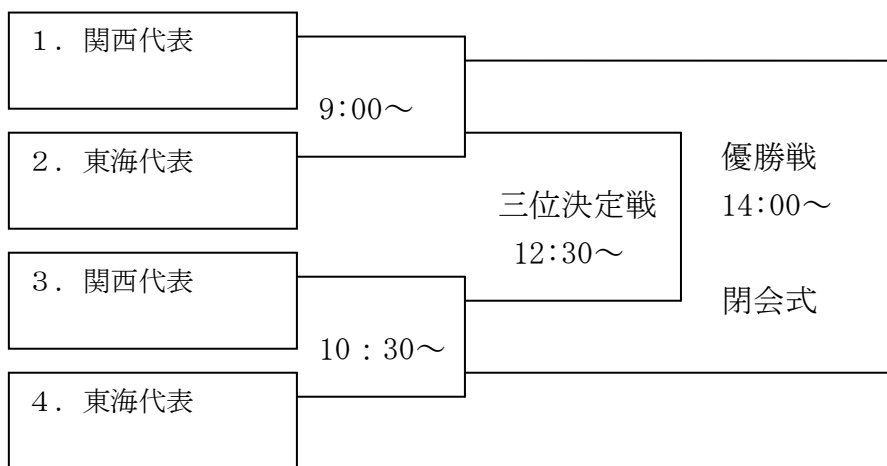 １．関西代表
9:00～
２．東海代表
優勝戦
14:00～
三位決定戦
12:30～
３．関西代表
閉会式
10：30～
４．東海代表